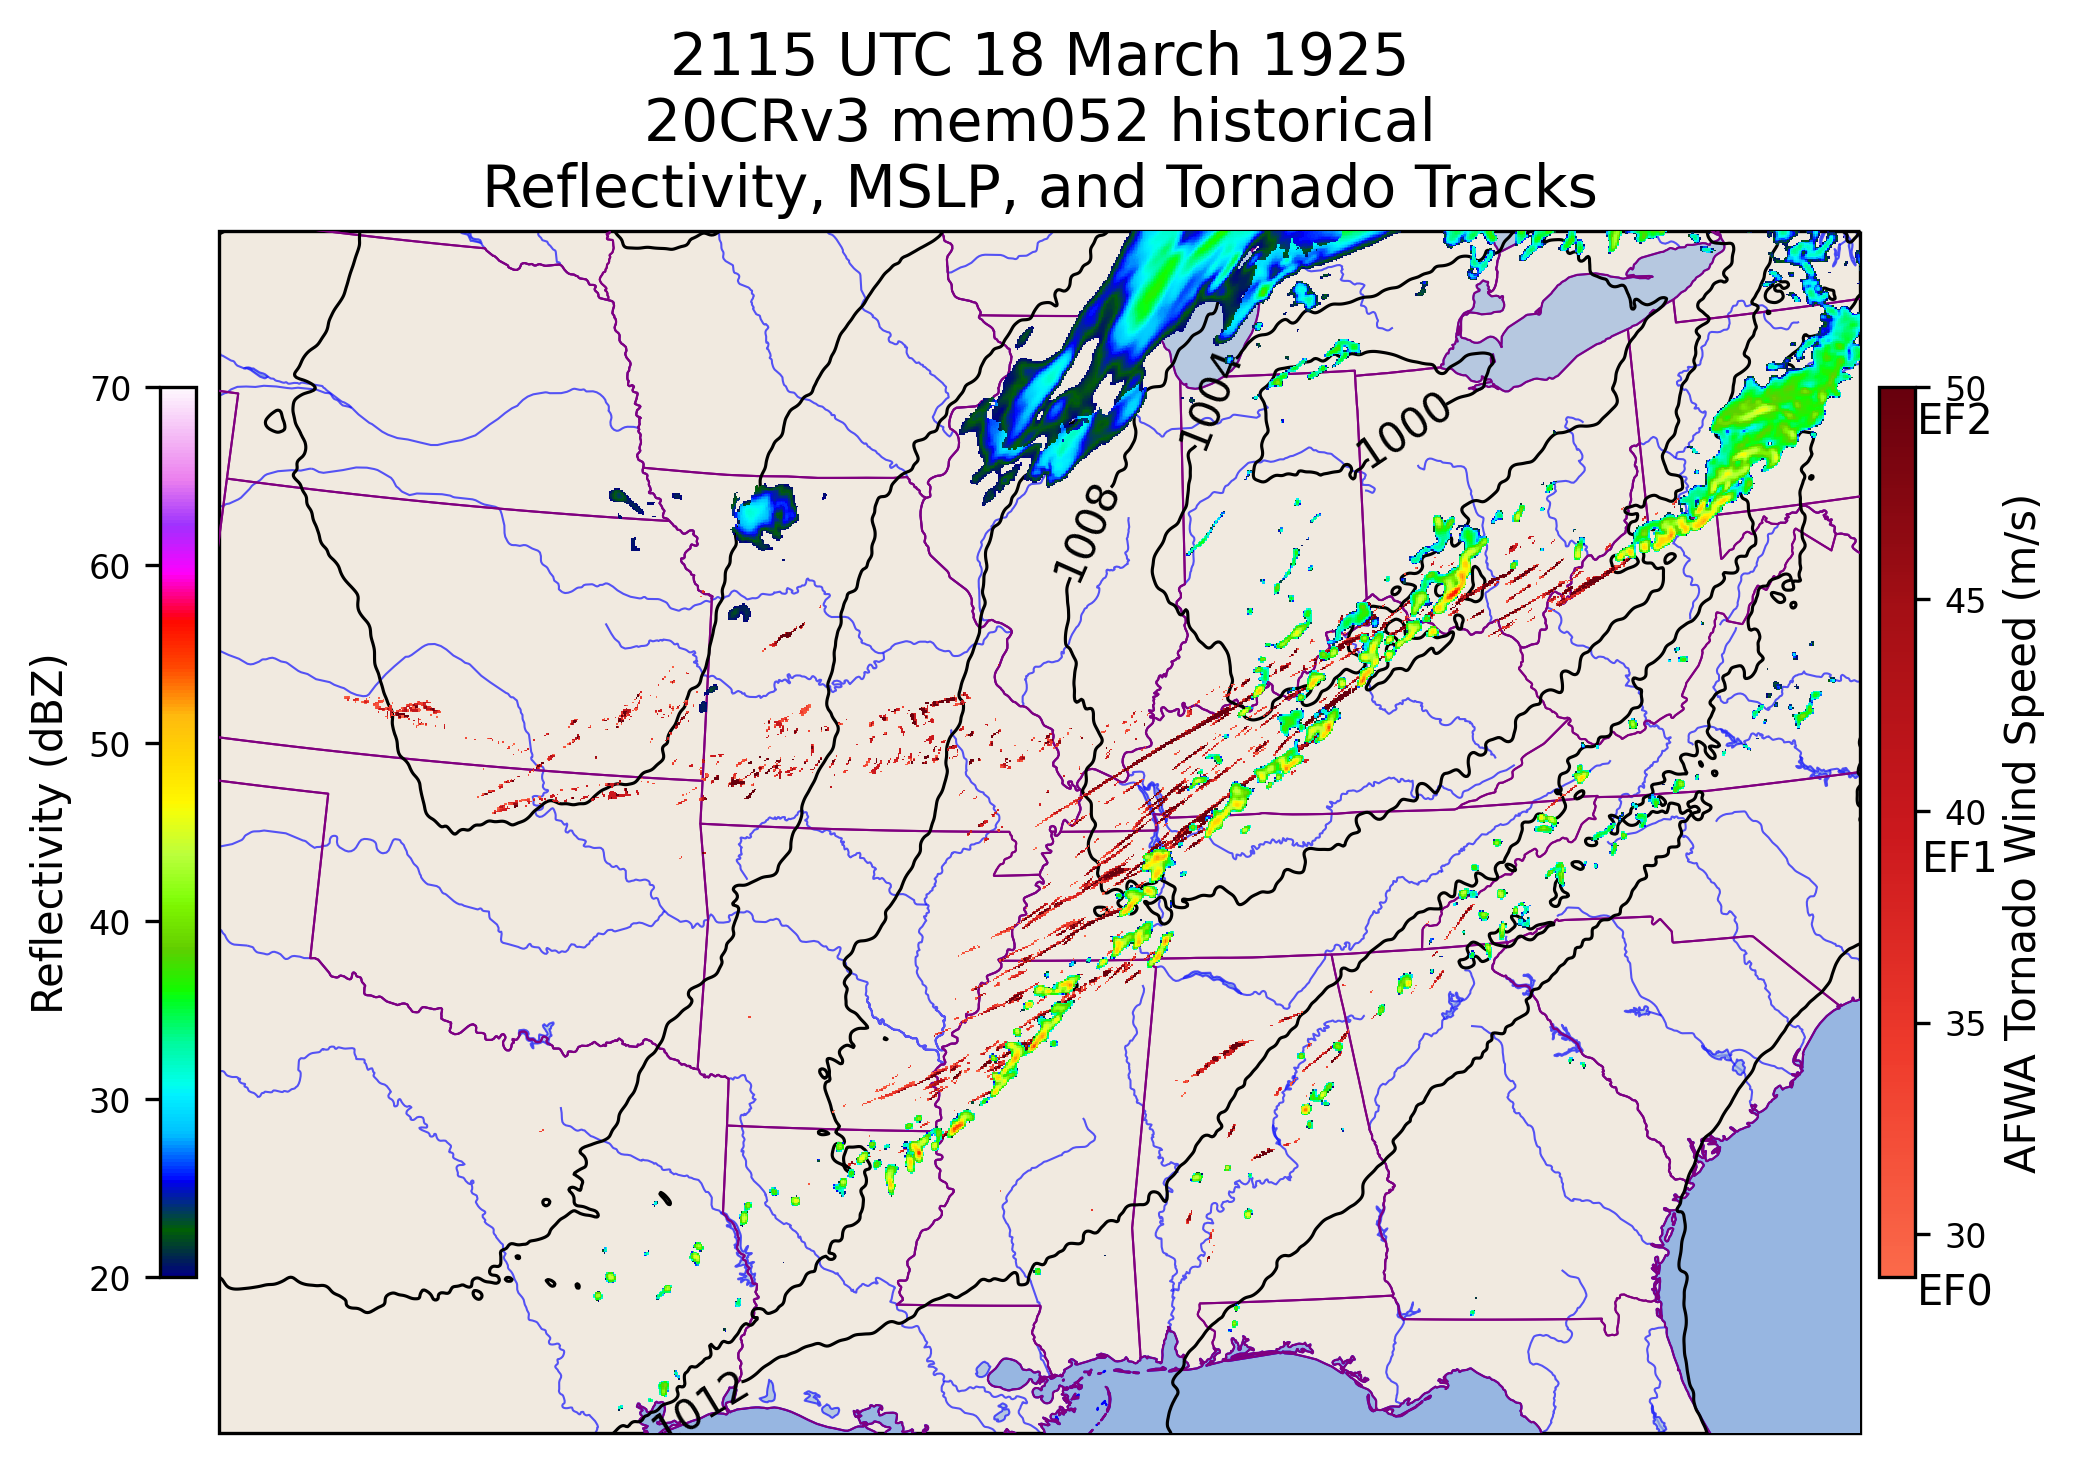 2115 UTC 18 March 1925
20CRv3 mem052 historical
Reflectivity, MSLP, and Tornado Tracks
Reflectivity (dBZ)
70
60
50
40
30
20
1004
1000
1008
1012
50
EF2
45
40
EF1
35
30
EF0
AFWA Tornado Wind Speed (m/s)